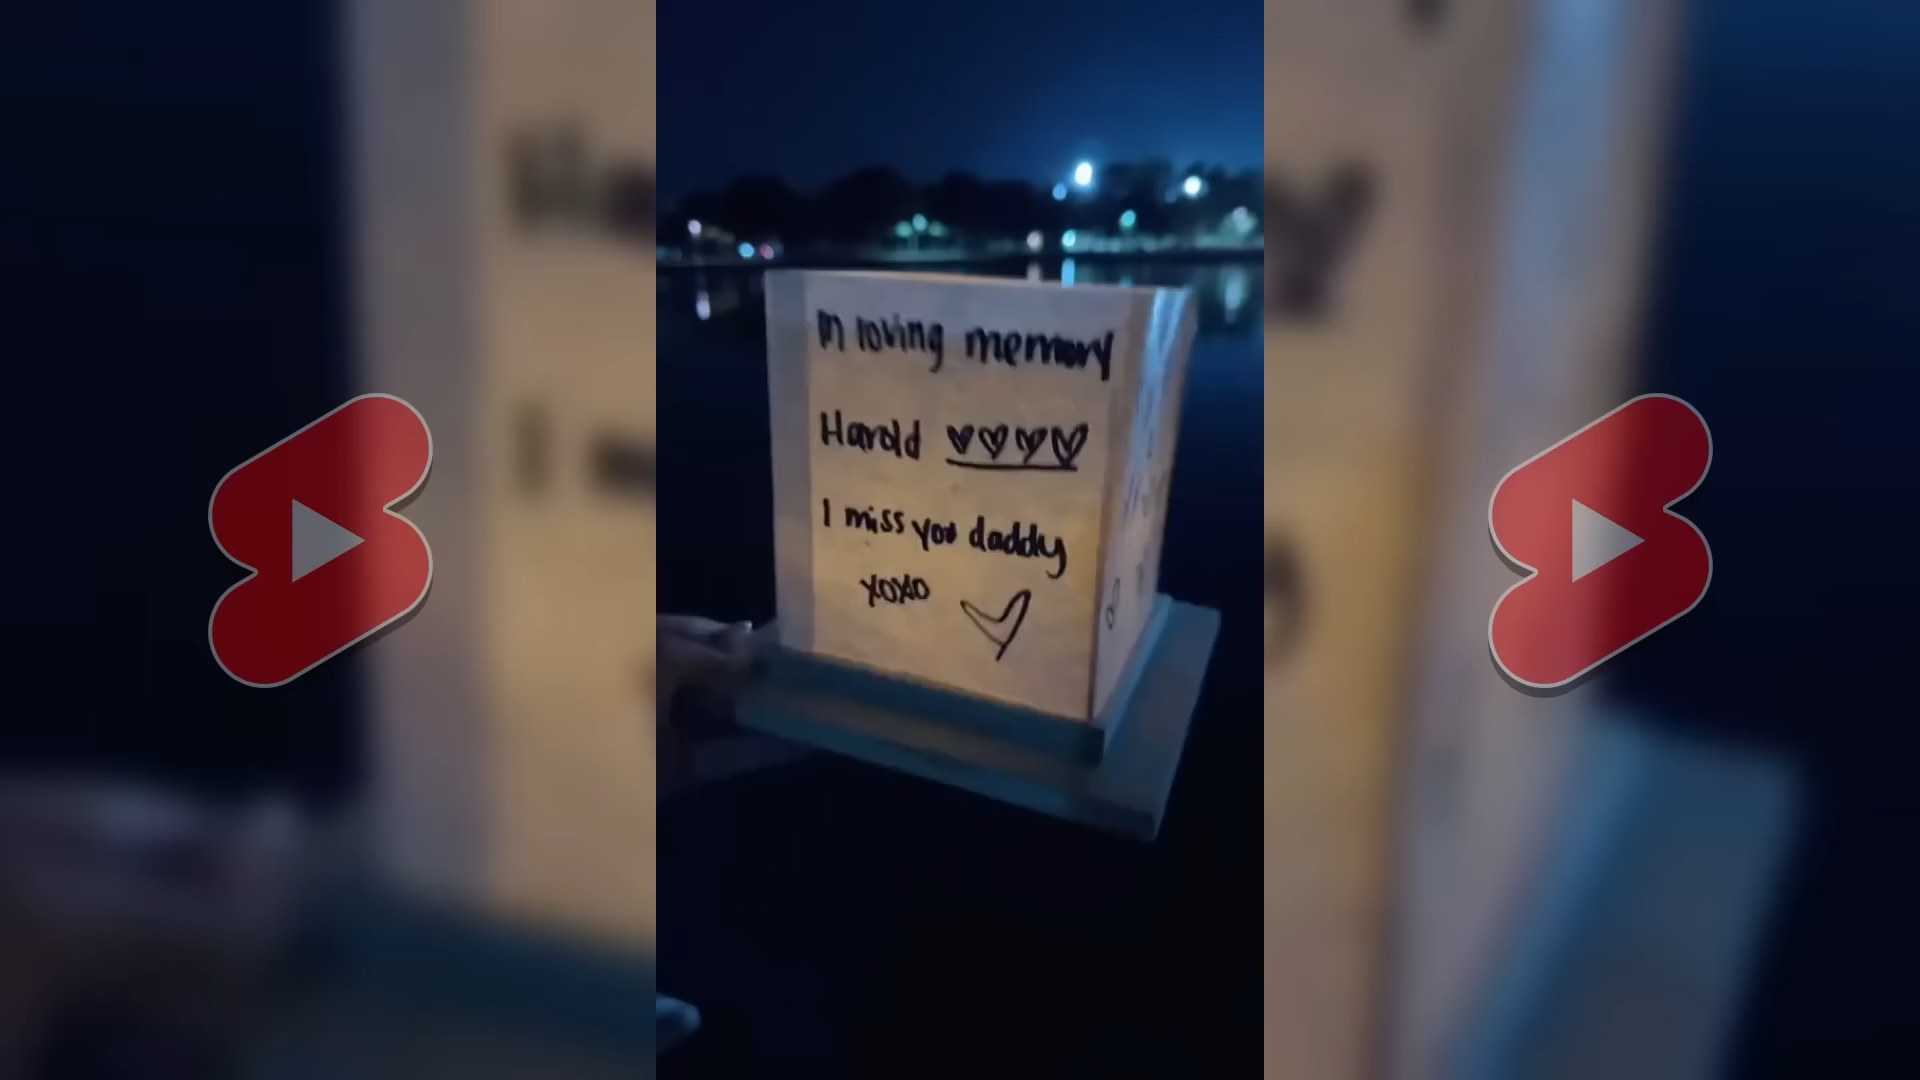 In loving memory
Harold ♡♡♡♡
I miss you daddy
xoxo ♡